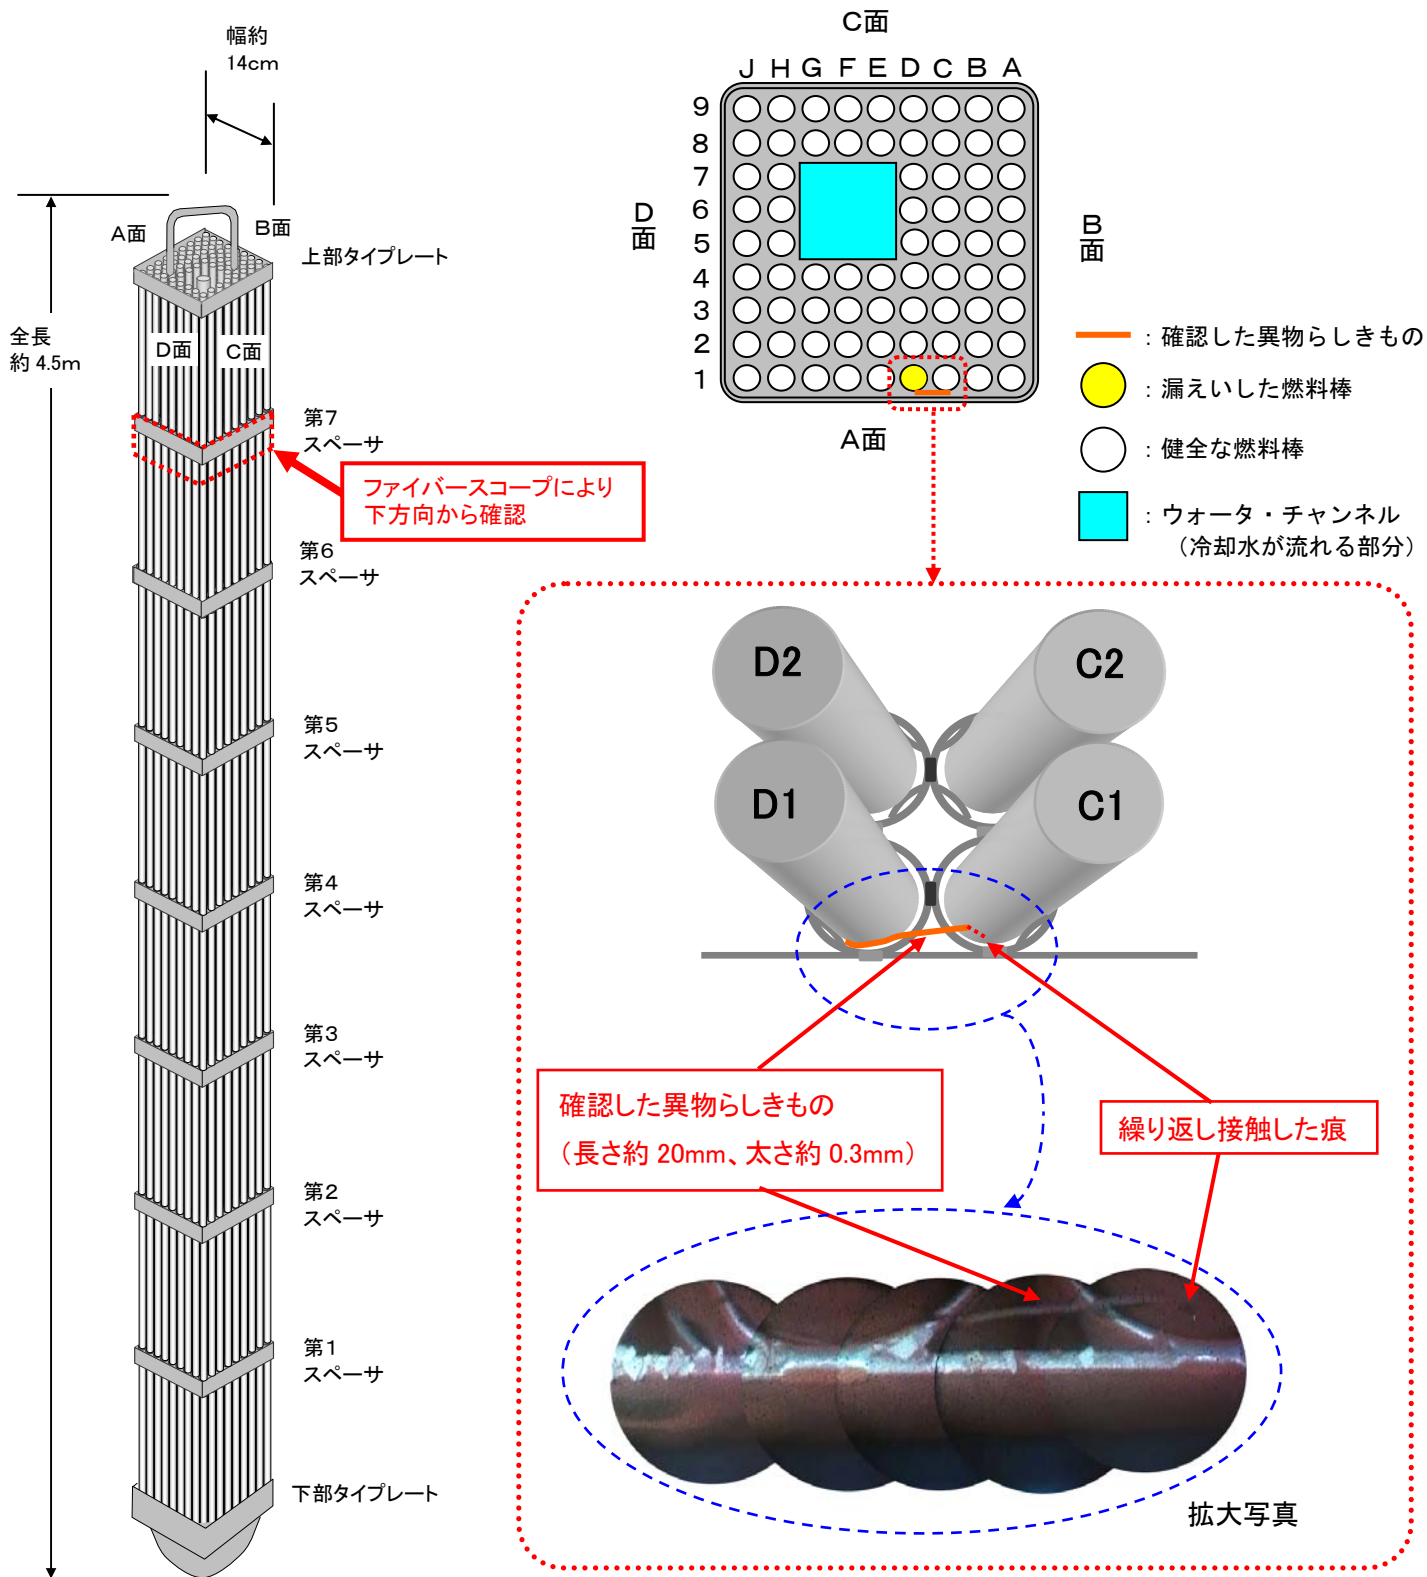 幅約
14cm
A面
B面
上部タイプレート
全長
約 4.5m
D面
C面
第7
スペーサ
ファイバースコープにより
下方向から確認
第6
スペーサ
第5
スペーサ
第4
スペーサ
第3
スペーサ
第2
スペーサ
第1
スペーサ
下部タイプレート
C面
J H G F E D C B A
9
8
7
6
5
4
3
2
1
D面
B面
A面
：確認した異物らしきもの
：漏えいした燃料棒
：健全な燃料棒
：ウォータ・チャンネル
（冷却水が流れる部分）
D2
C2
D1
C1
確認した異物らしきもの
（長さ約 20mm、太さ約 0.3mm）
繰り返し接触した痕
拡大写真